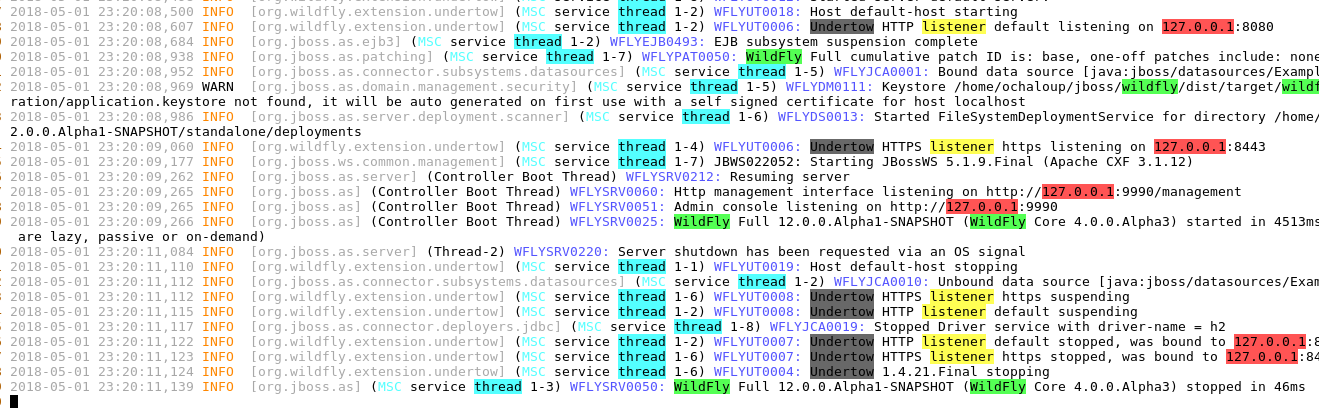 2018-05-01 23:20:08,500 INFO  [org.wildfly.extension.undertow] (MSC service thread 1-2) WFLYUT0018: Host default-host starting
2018-05-01 23:20:08,607 INFO  [org.wildfly.extension.undertow] (MSC service thread 1-2) WFLYUT0006: Undertow HTTP listener default listening on 127.0.0.1:8080
2018-05-01 23:20:08,684 INFO  [org.jboss.as.ejb3] (MSC service thread 1-2) WFLYEJB0493: EJB subsystem suspension complete
2018-05-01 23:20:08,938 INFO  [org.jboss.as.patching] (MSC service thread 1-7) WFLYPAT0050: WildFly Full cumulative patch ID is: base, one-off patches include: none
2018-05-01 23:20:08,952 INFO  [org.jboss.as.connector.subsystems.datasources] (MSC service thread 1-5) WFLYJCA0001: Bound data source [java:jboss/datasources/Exampl
2018-05-01 23:20:08,969 WARN  [org.jboss.as.domain.management.security] (MSC service thread 1-5) WFLYDM0111: Keystore /home/ochaloup/jboss/wildfly/dist/target/wildf
ration/application.keystore not found, it will be auto generated on first use with a self signed certificate for host localhost
2018-05-01 23:20:08,986 INFO  [org.jboss.as.server.deployment.scanner] (MSC service thread 1-6) WFLYDS0013: Started FileSystemDeploymentService for directory /home/
2.0.0.Alpha1-SNAPSHOT/standalone/deployments
2018-05-01 23:20:09,060 INFO  [org.wildfly.extension.undertow] (MSC service thread 1-4) WFLYUT0006: Undertow HTTPS listener https listening on 127.0.0.1:8443
2018-05-01 23:20:09,177 INFO  [org.jboss.ws.common.management] (MSC service thread 1-7) JBWS022052: Starting JBossWS 5.1.9.Final (Apache CXF 3.1.12)
2018-05-01 23:20:09,262 INFO  [org.jboss.as.server] (Controller Boot Thread) WFLYSRV0212: Resuming server
2018-05-01 23:20:09,265 INFO  [org.jboss.as] (Controller Boot Thread) WFLYSRV0060: Http management interface listening on http://127.0.0.1:9990/management
2018-05-01 23:20:09,265 INFO  [org.jboss.as] (Controller Boot Thread) WFLYSRV0051: Admin console listening on http://127.0.0.1:9990
2018-05-01 23:20:09,266 INFO  [org.jboss.as] (Controller Boot Thread) WFLYSRV0025: WildFly Full 12.0.0.Alpha1-SNAPSHOT (WildFly Core 4.0.0.Alpha3) started in 4513ms
are lazy, passive or on-demand)
2018-05-01 23:20:11,084 INFO  [org.jboss.as.server] (Thread-2) WFLYSRV0220: Server shutdown has been requested via an OS signal
2018-05-01 23:20:11,110 INFO  [org.wildfly.extension.undertow] (MSC service thread 1-1) WFLYUT0019: Host default-host stopping
2018-05-01 23:20:11,112 INFO  [org.jboss.as.connector.subsystems.datasources] (MSC service thread 1-2) WFLYJCA0010: Unbound data source [java:jboss/datasources/Exam
2018-05-01 23:20:11,112 INFO  [org.wildfly.extension.undertow] (MSC service thread 1-6) WFLYUT0008: Undertow HTTPS listener https suspending
2018-05-01 23:20:11,115 INFO  [org.wildfly.extension.undertow] (MSC service thread 1-2) WFLYUT0008: Undertow HTTP listener default suspending
2018-05-01 23:20:11,117 INFO  [org.jboss.as.connector.deployers.jdbc] (MSC service thread 1-8) WFLYJCA0019: Stopped Driver service with driver-name = h2
2018-05-01 23:20:11,122 INFO  [org.wildfly.extension.undertow] (MSC service thread 1-2) WFLYUT0007: Undertow HTTP listener default stopped, was bound to 127.0.0.1:8
2018-05-01 23:20:11,123 INFO  [org.wildfly.extension.undertow] (MSC service thread 1-6) WFLYUT0007: Undertow HTTPS listener https stopped, was bound to 127.0.0.1:84
2018-05-01 23:20:11,124 INFO  [org.wildfly.extension.undertow] (MSC service thread 1-2) WFLYUT0004: Undertow 1.4.21.Final stopping
2018-05-01 23:20:11,139 INFO  [org.jboss.as] (MSC service thread 1-3) WFLYSRV0050: WildFly Full 12.0.0.Alpha1-SNAPSHOT (WildFly Core 4.0.0.Alpha3) stopped in 46ms